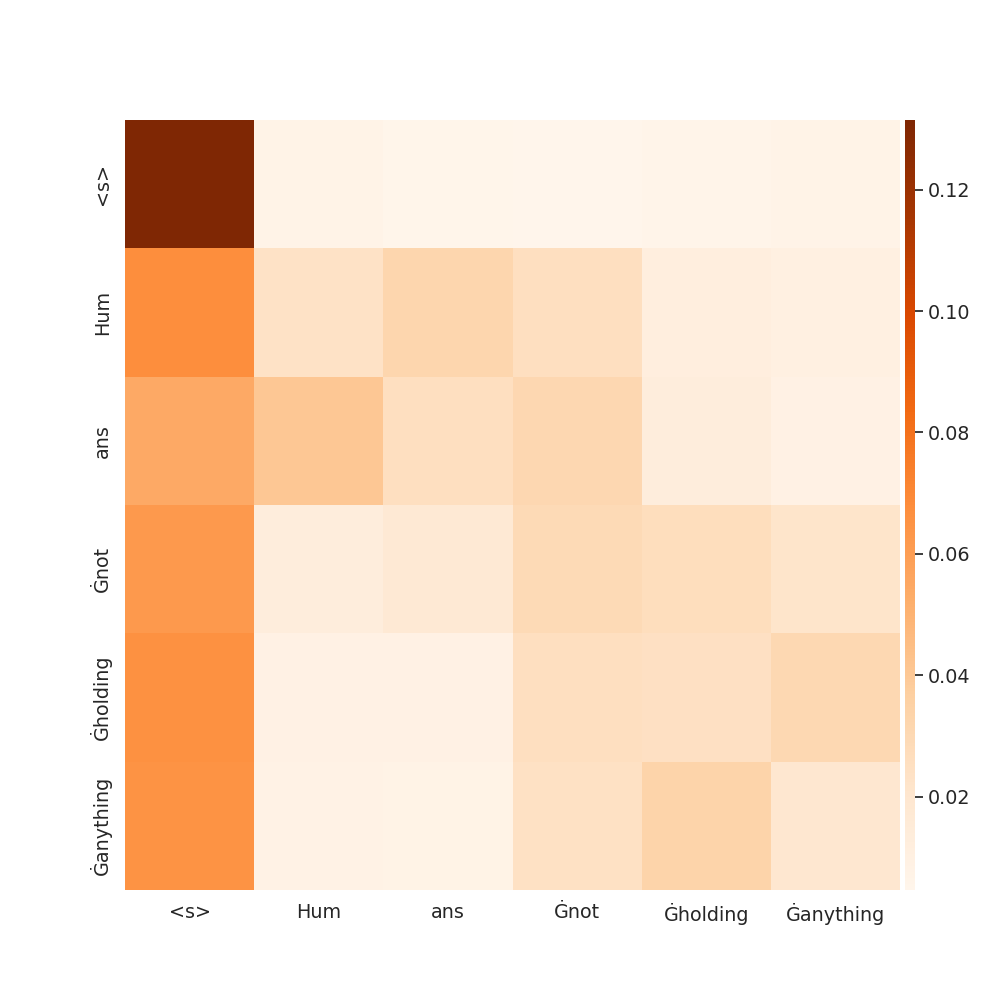 <s>
Hum
ans
Ġnot
Ġholding
Ġanything
0.12
0.10
0.08
0.06
0.04
0.02
<s> Hum ans Ġnot Ġholding Ġanything